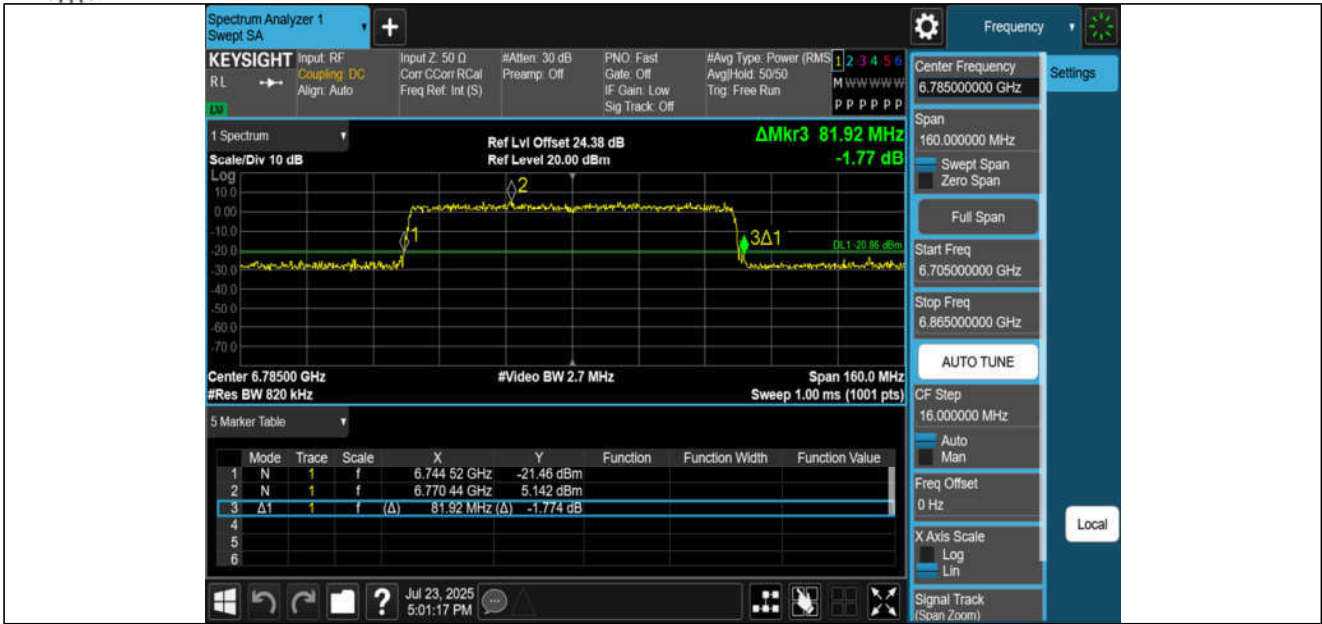 Spectrum Analyzer 1
Swept SA
+
Frequency
KEYSIGHT
RL
LXI
Input: RF
Coupling: DC
Align: Auto
Input Z: 50 Ω
Corr CCorr RCal
Freq Ref: Int (S)
#Atten: 30 dB
Preamp: Off
PNO: Fast
Gate: Off
IF Gain: Low
Sig Track: Off
#Avg Type: Power (RMS
Avg|Hold: 50/50
Trig: Free Run
1 2 3 4 5 6
M W W W W W
P P P P P P
1 Spectrum
Scale/Div 10 dB
Ref Lvl Offset 24.38 dB
Ref Level 20.00 dBm
ΔMkr3 81.92 MHz
-1.77 dB
Log
10.0
0.00
-10.0
-20.0
-30.0
-40.0
-50.0
-60.0
-70.0
2
1
3Δ1
DL1 -20.86 dBm
Center 6.78500 GHz
#Video BW 2.7 MHz
Span 160.0 MHz
#Res BW 820 kHz
Sweep 1.00 ms (1001 pts)
5 Marker Table
Mode Trace Scale X Y Function Function Width Function Value
1 N 1 f 6.744 52 GHz -21.46 dBm
2 N 1 f 6.770 44 GHz 5.142 dBm
3 Δ1 1 f (Δ) 81.92 MHz (Δ) -1.774 dB
4
5
6
?
Jul 23, 2025
5:01:17 PM
Center Frequency
6.785000000 GHz
Settings
Span
160.000000 MHz
Swept Span
Zero Span
Full Span
Start Freq
6.705000000 GHz
Stop Freq
6.865000000 GHz
AUTO TUNE
CF Step
16.000000 MHz
Auto
Man
Freq Offset
0 Hz
X Axis Scale
Log
Lin
Local
Signal Track
(Span Zoom)